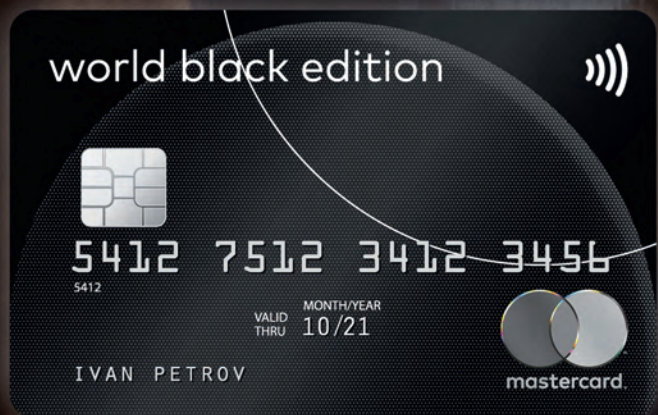 world black edition
5412 7512 3412 3456
5412
MONTH/YEAR
VALID THRU 10/21
IVAN PETROV
mastercard.